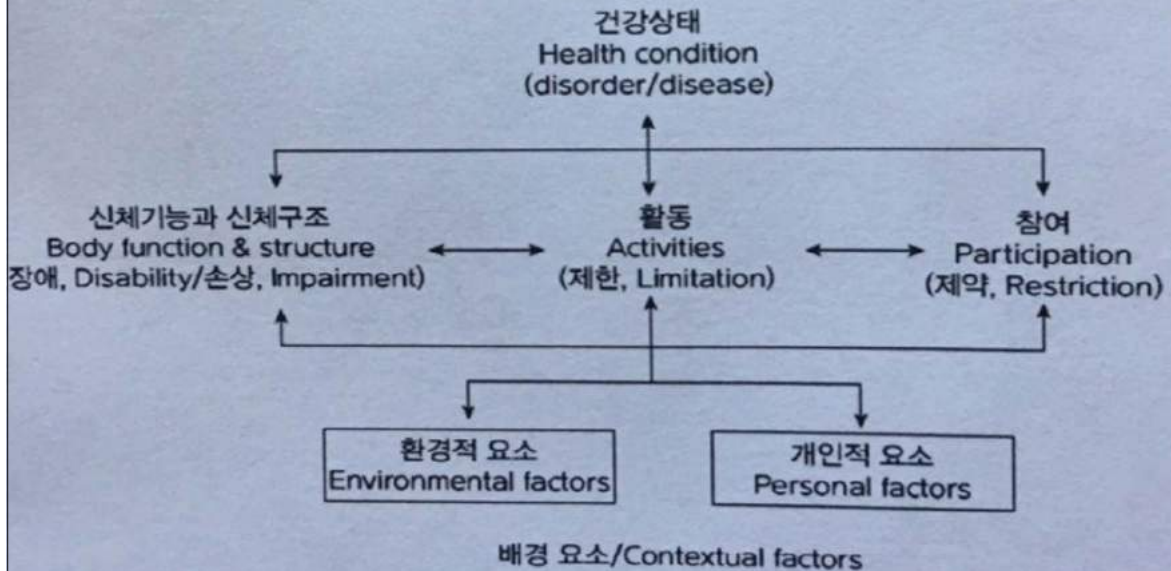 건강상태
Health condition
(disorder/disease)
신체기능과 신체구조
Body function & structure
장애, Disability/손상, Impairment)
활동
Activities
(제한, Limitation)
참여
Participation
(제약, Restriction)
환경적 요소
Environmental factors
개인적 요소
Personal factors
배경 요소/Contextual factors